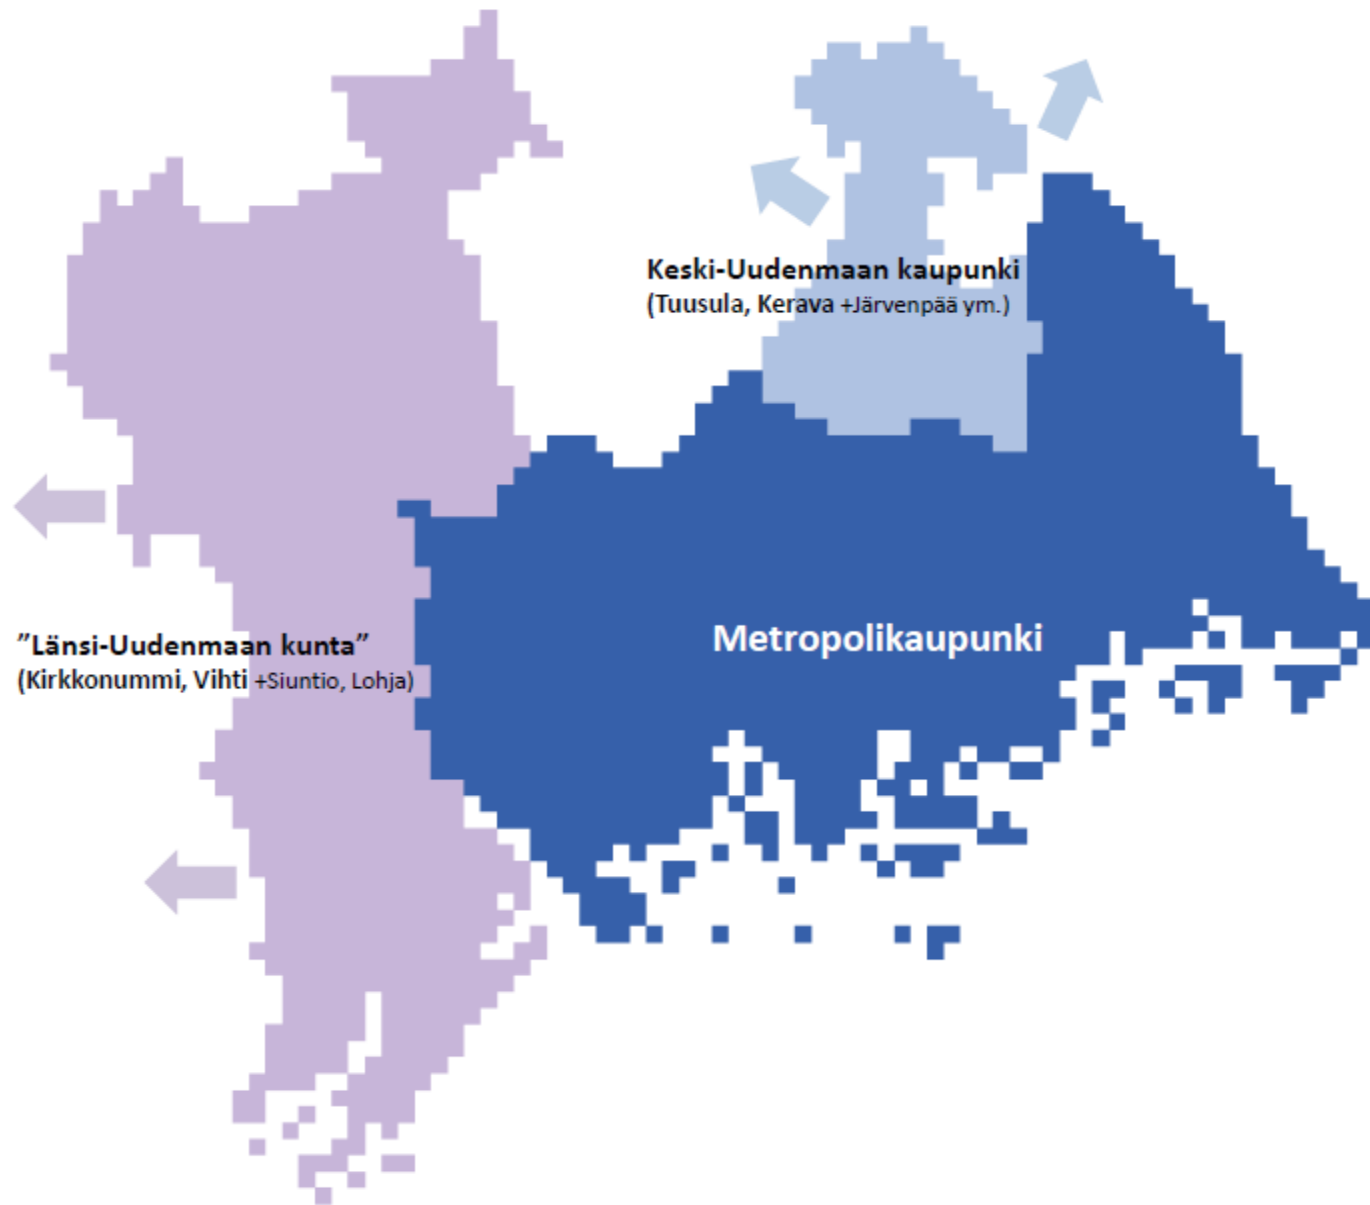 Keski-Uudenmaan kaupunki
(Tuusula, Kerava +Järvenpää ym.)
”Länsi-Uudenmaan kunta”
(Kirkkonummi, Vihti +Siuntio, Lohja)
Metropolikaupunki